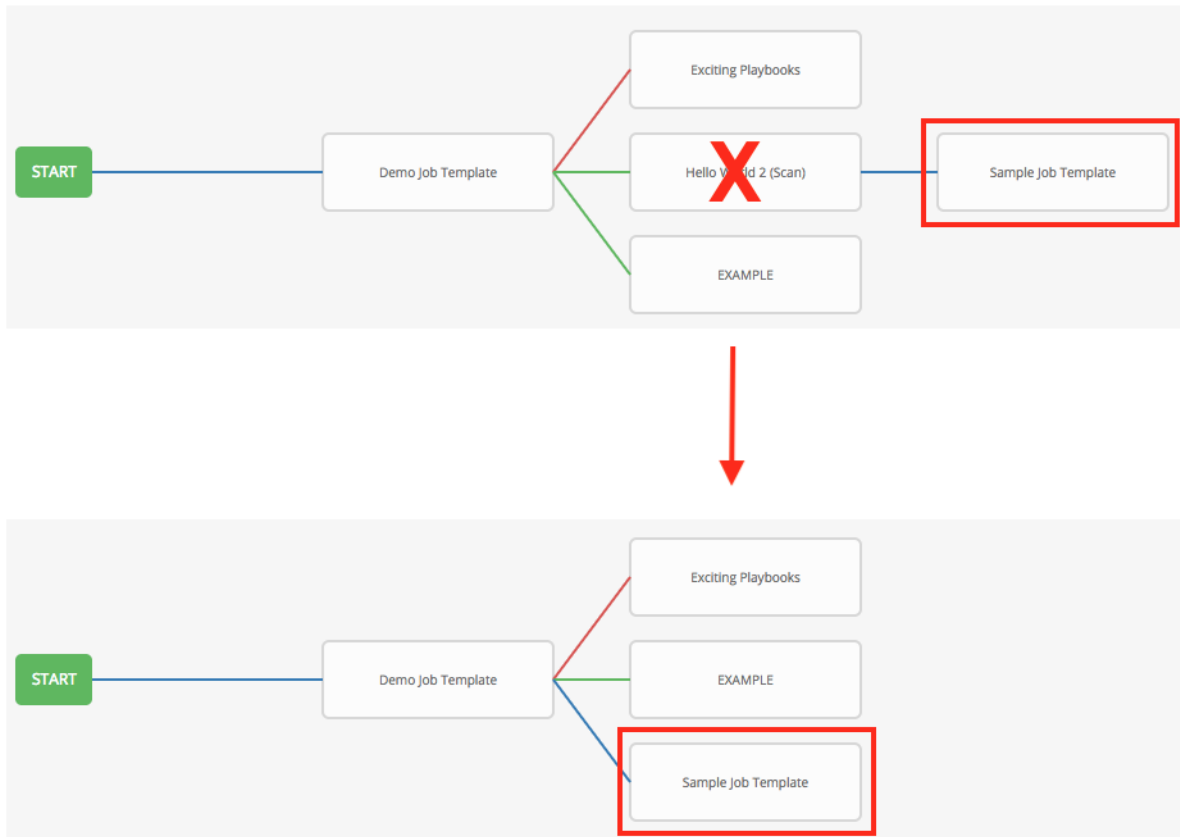 Exciting Playbooks
START
Demo Job Template
Hello W rld 2 (Scan)
X
Sample Job Template
EXAMPLE
Exciting Playbooks
START
Demo Job Template
EXAMPLE
Sample Job Template